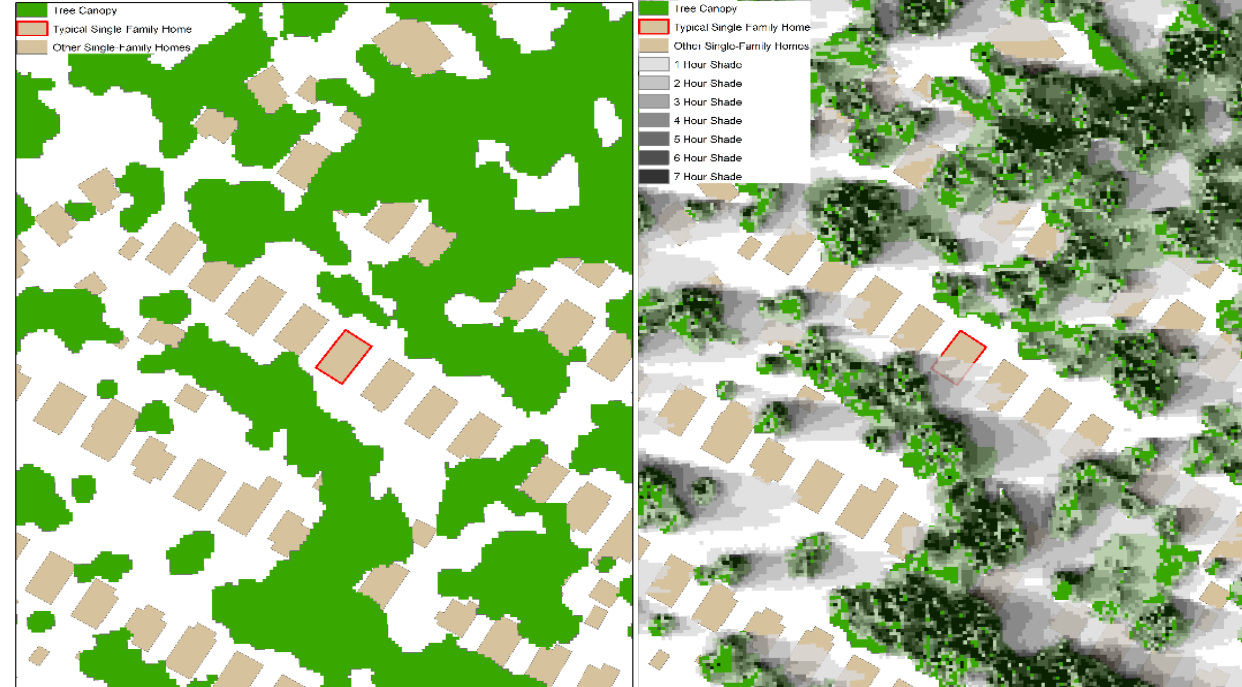 Tree Canopy
Typical Single Family Home
Other Single-Family Homes
Tree Canopy
Typical Single Family Home
Other Single-Family Homes
1 Hour Shade
2 Hour Shade
3 Hour Shade
4 Hour Shade
5 Hour Shade
6 Hour Shade
7 Hour Shade